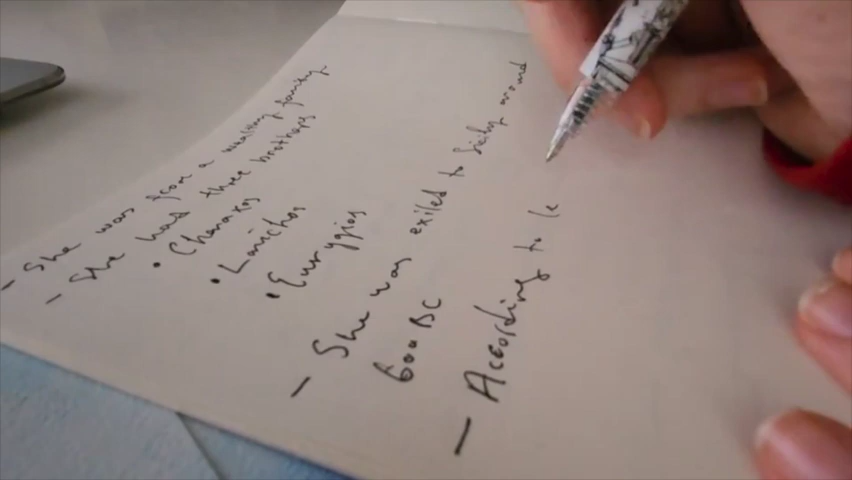 - She was from a wealthy family
- She had three brothers
• Charaxos
• Larichos
• Eurygios
- She was exiled to Sicily around
600 BC
- According to le